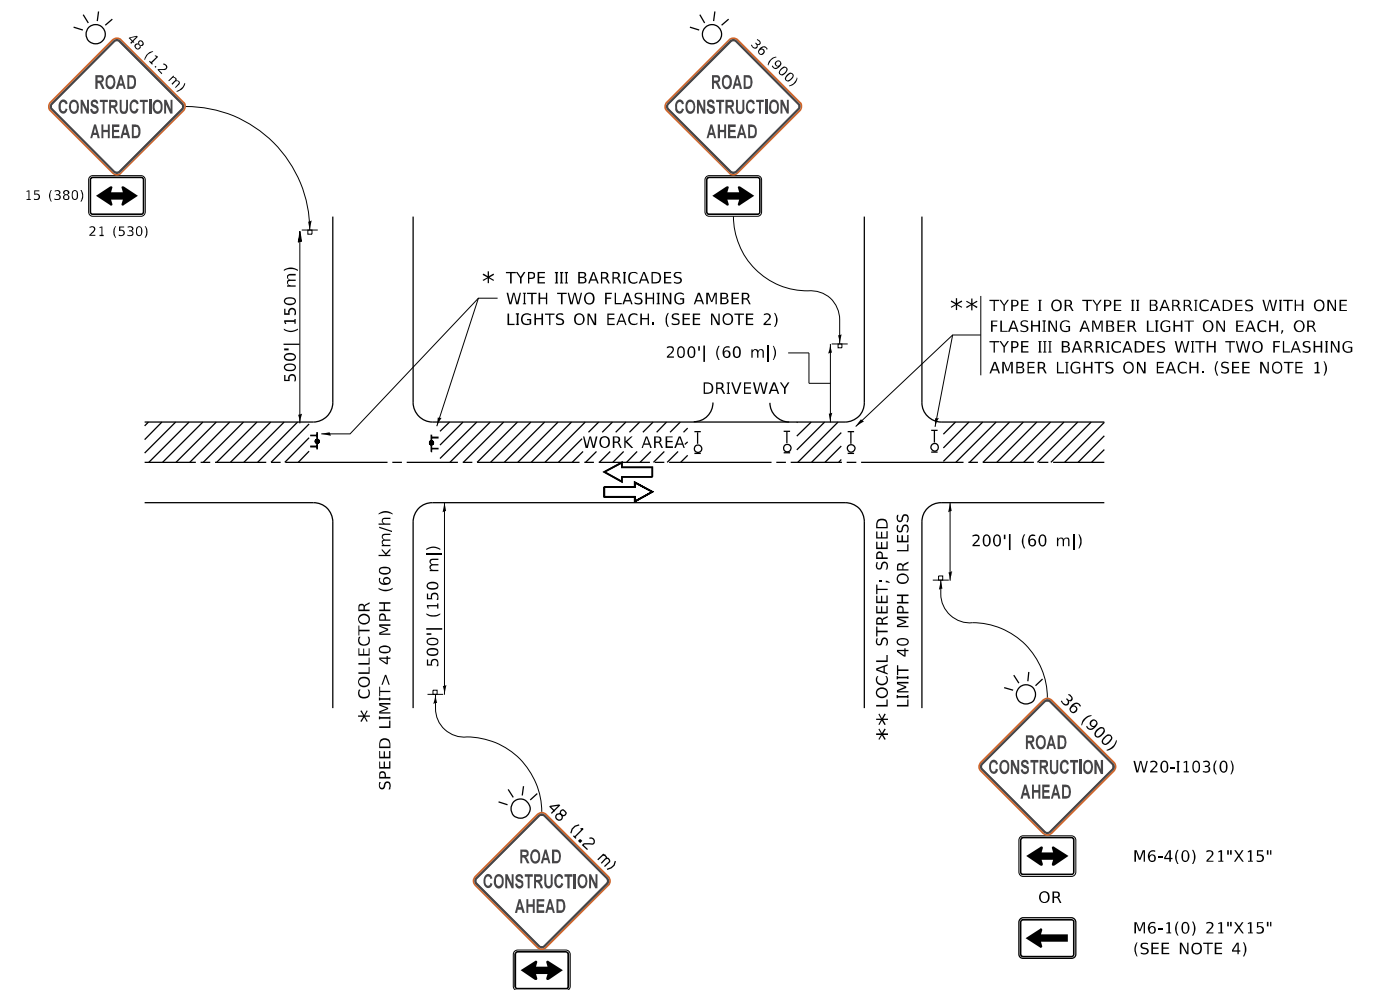 48 (1.2 m)
ROAD
CONSTRUCTION
AHEAD
15 (380)
21 (530)
36 (900)
ROAD
CONSTRUCTION
AHEAD
500'| (150 m)
* TYPE III BARRICADES
WITH TWO FLASHING AMBER
LIGHTS ON EACH. (SEE NOTE 2)
200'| (60 m|)
DRIVEWAY
** TYPE I OR TYPE II BARRICADES WITH ONE
FLASHING AMBER LIGHT ON EACH, OR
TYPE III BARRICADES WITH TWO FLASHING
AMBER LIGHTS ON EACH. (SEE NOTE 1)
WORK AREA
* COLLECTOR
SPEED LIMIT> 40 MPH (60 km/h)
500'| (150 m|)
** LOCAL STREET; SPEED
LIMIT 40 MPH OR LESS
200'| (60 m|)
48 (1.2 m)
ROAD
CONSTRUCTION
AHEAD
36 (900)
ROAD
CONSTRUCTION
AHEAD
W20-I103(0)
M6-4(0) 21"X15"
OR
M6-1(0) 21"X15"
(SEE NOTE 4)